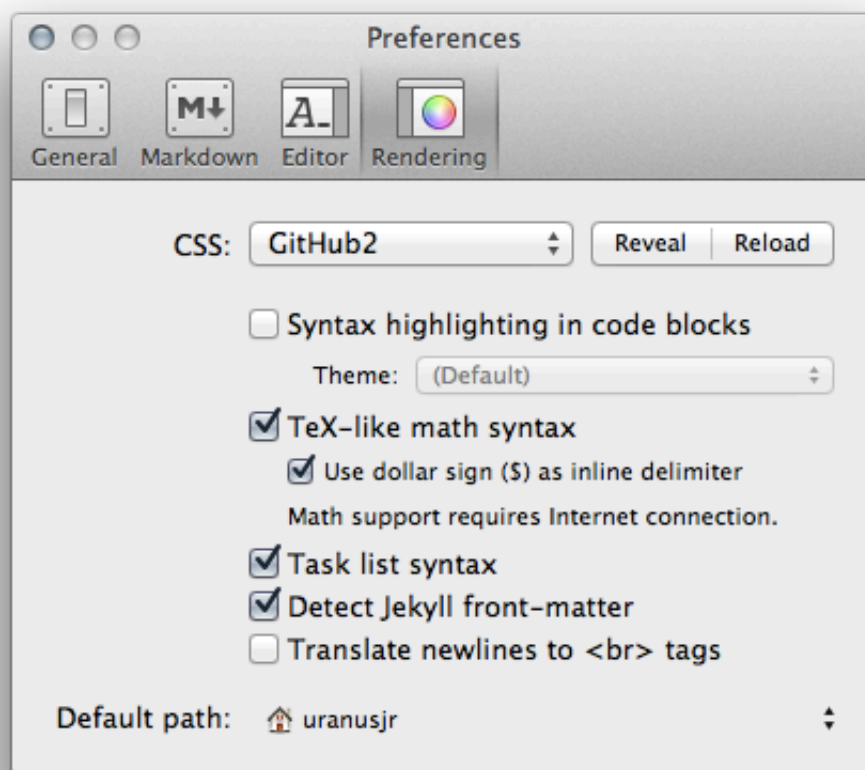 Preferences
General Markdown Editor Rendering
CSS: GitHub2 Reveal Reload
Syntax highlighting in code blocks
Theme: (Default)
TeX-like math syntax
Use dollar sign ($) as inline delimiter
Math support requires Internet connection.
Task list syntax
Detect Jekyll front-matter
Translate newlines to <br> tags
Default path: uranusjr